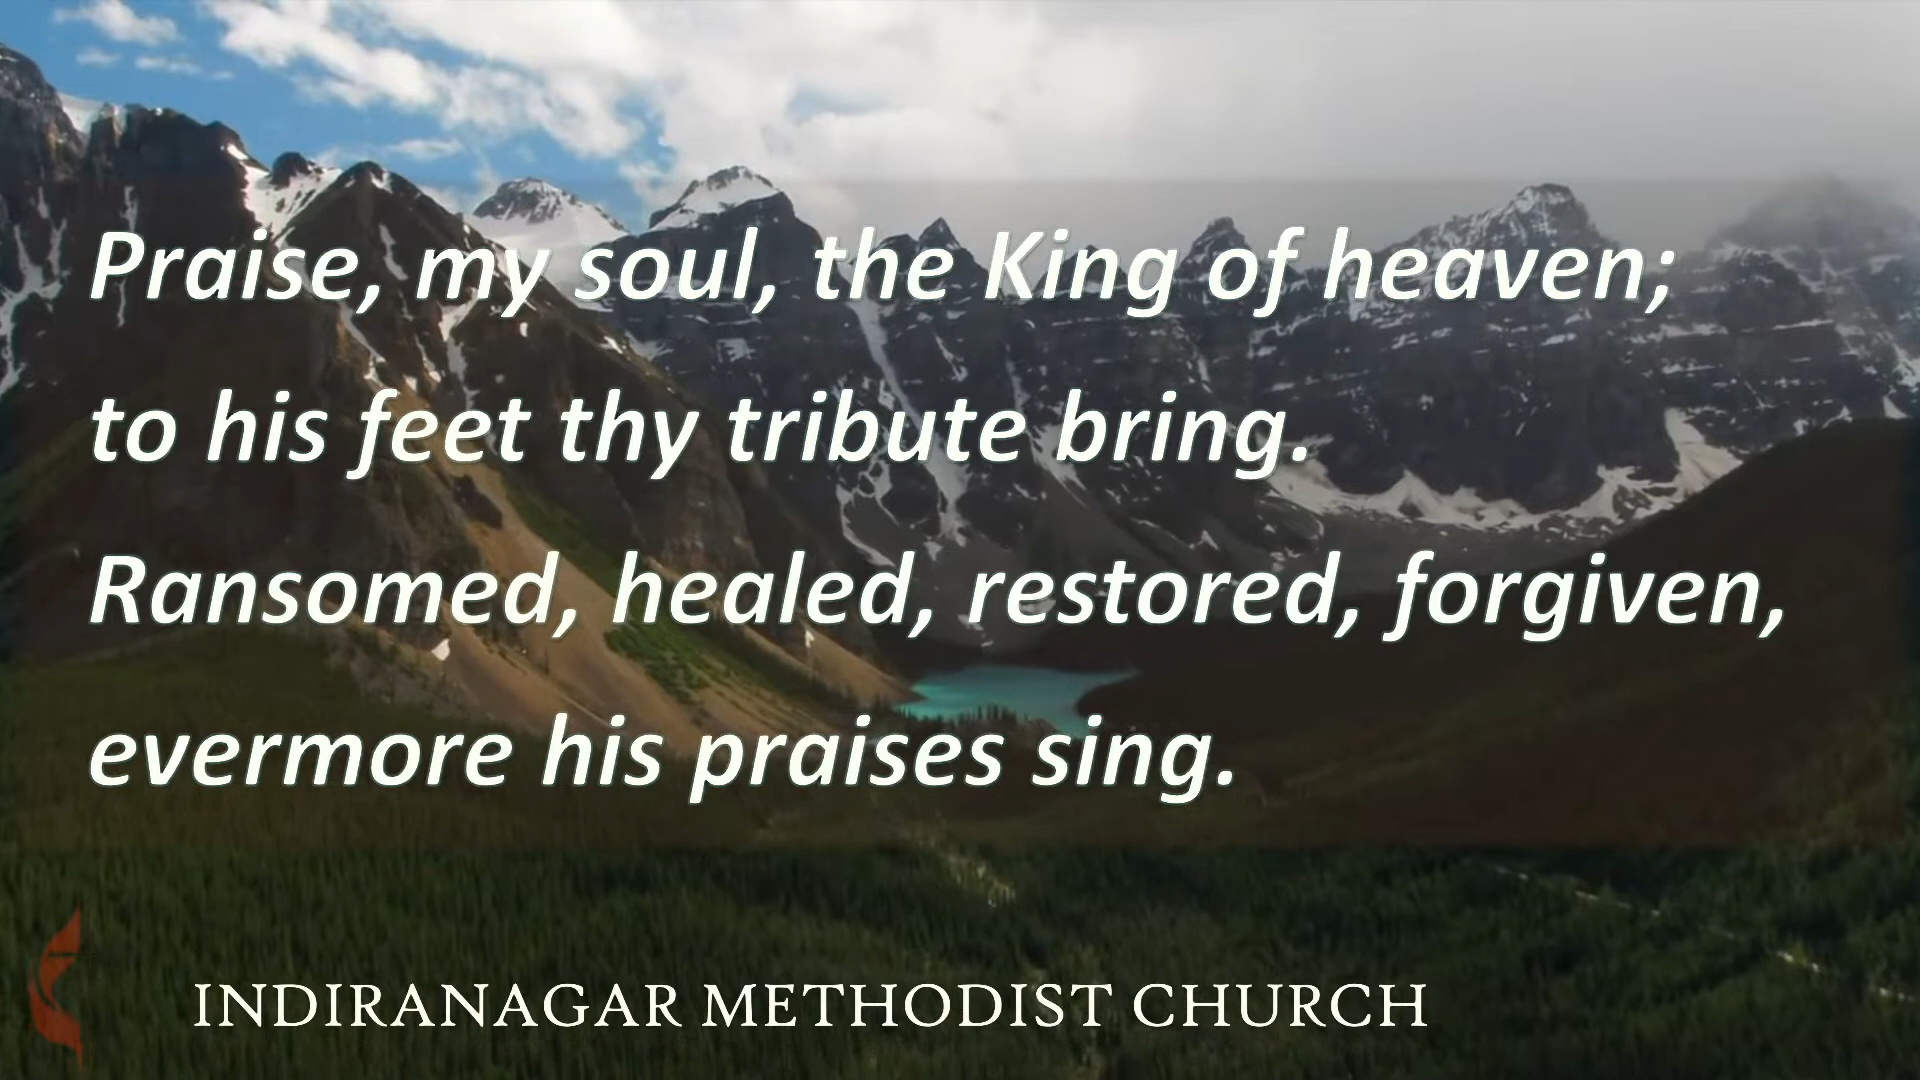 Praise, my soul, the King of heaven;
to his feet thy tribute bring.
Ransomed, healed, restored, forgiven,
evermore his praises sing.
INDIRANAGAR METHODIST CHURCH